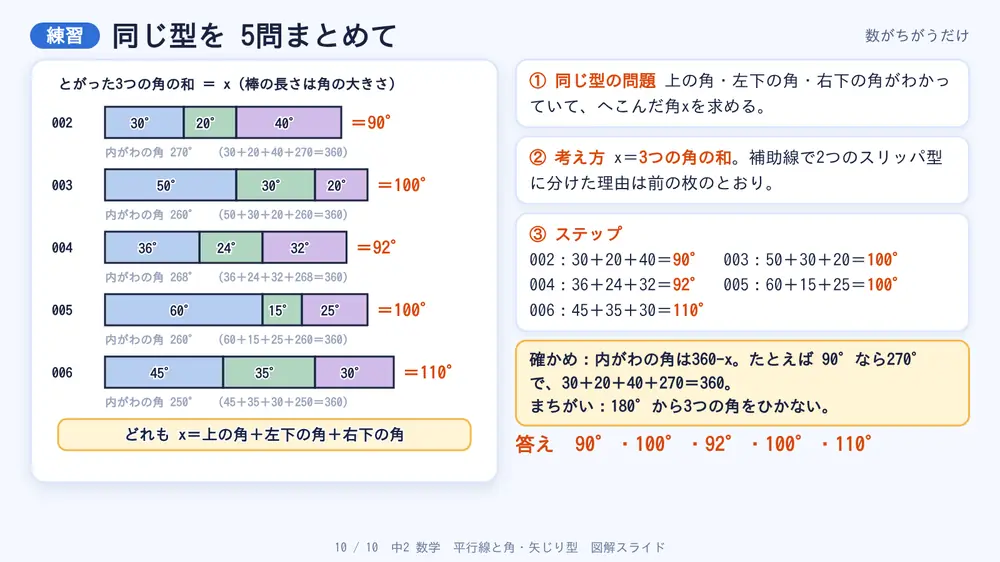 練習 同じ型を 5問まとめて
数がちがうだけ
とがった3つの角の和 = x（棒の長さは角の大きさ）
002 30° 20° 40° =90°
内がわの角 270° （30+20+40+270=360）
003 50° 30° 20° =100°
内がわの角 260° （50+30+20+260=360）
004 36° 24° 32° =92°
内がわの角 268° （36+24+32+268=360）
005 60° 15° 25° =100°
内がわの角 260° （60+15+25+260=360）
006 45° 35° 30° =110°
内がわの角 250° （45+35+30+250=360）
どれも x=上の角+左下の角+右下の角
① 同じ型の問題 上の角・左下の角・右下の角がわかっ
ていて、へこんだ角xを求める。
② 考え方 x=3つの角の和。補助線で2つのスリッパ型
に分けた理由は前の枚のとおり。
③ ステップ
002：30+20+40=90° 003：50+30+20=100°
004：36+24+32=92° 005：60+15+25=100°
006：45+35+30=110°
確かめ：内がわの角は360-x。たとえば 90° なら270°
で、30+20+40+270=360。
まちがい：180° から3つの角をひかない。
答え 90° ・100° ・92° ・100° ・110°
10 / 10 中2 数学 平行線と角・矢じり型 図解スライド